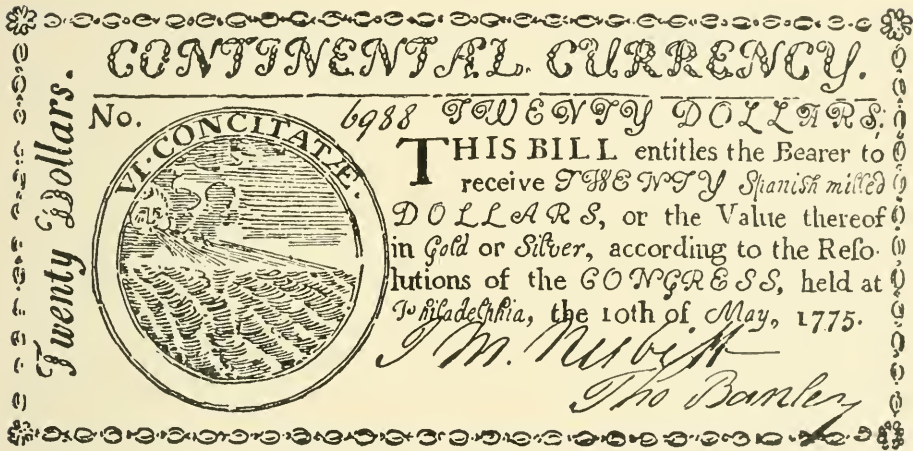 CONTINENTAL CURRENCY.
Twenty Dollars.
No. 6988 TWENTY DOLLARS.
VI·CONCITATÆ.
THIS BILL entitles the Bearer to
receive TWENTY Spanish milled
DOLLARS, or the Value thereof
in Gold or Silver, according to the Reſo-
lutions of the CONGRESS, held at
Philadelphia, the 10th of May, 1775.
J M. Nesbitt
Tho Barclay